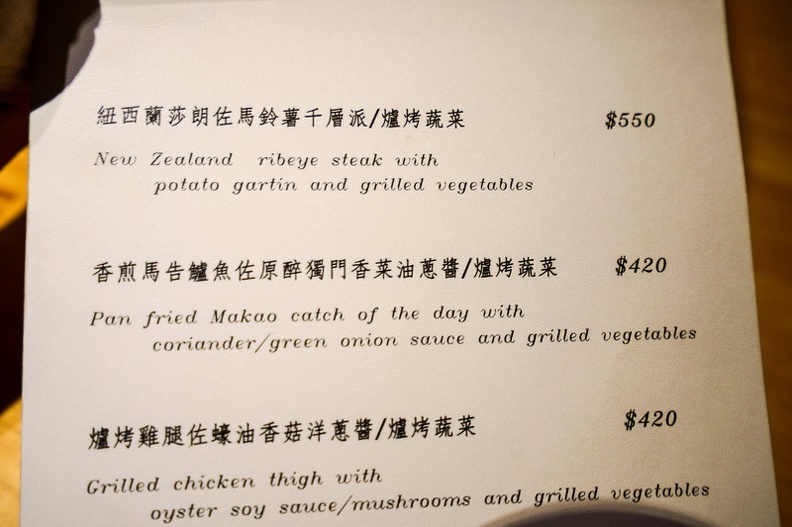 紐西蘭莎朗佐馬鈴薯千層派/爐烤蔬菜 $550
New Zealand ribeye steak with
potato gartin and grilled vegetables
香煎馬告鱸魚佐原醉獨門香菜油蔥醬/爐烤蔬菜 $420
Pan fried Makao catch of the day with
coriander/green onion sauce and grilled vegetables
爐烤雞腿佐蠔油香菇洋蔥醬/爐烤蔬菜 $420
Grilled chicken thigh with
oyster soy sauce/mushrooms and grilled vegetables